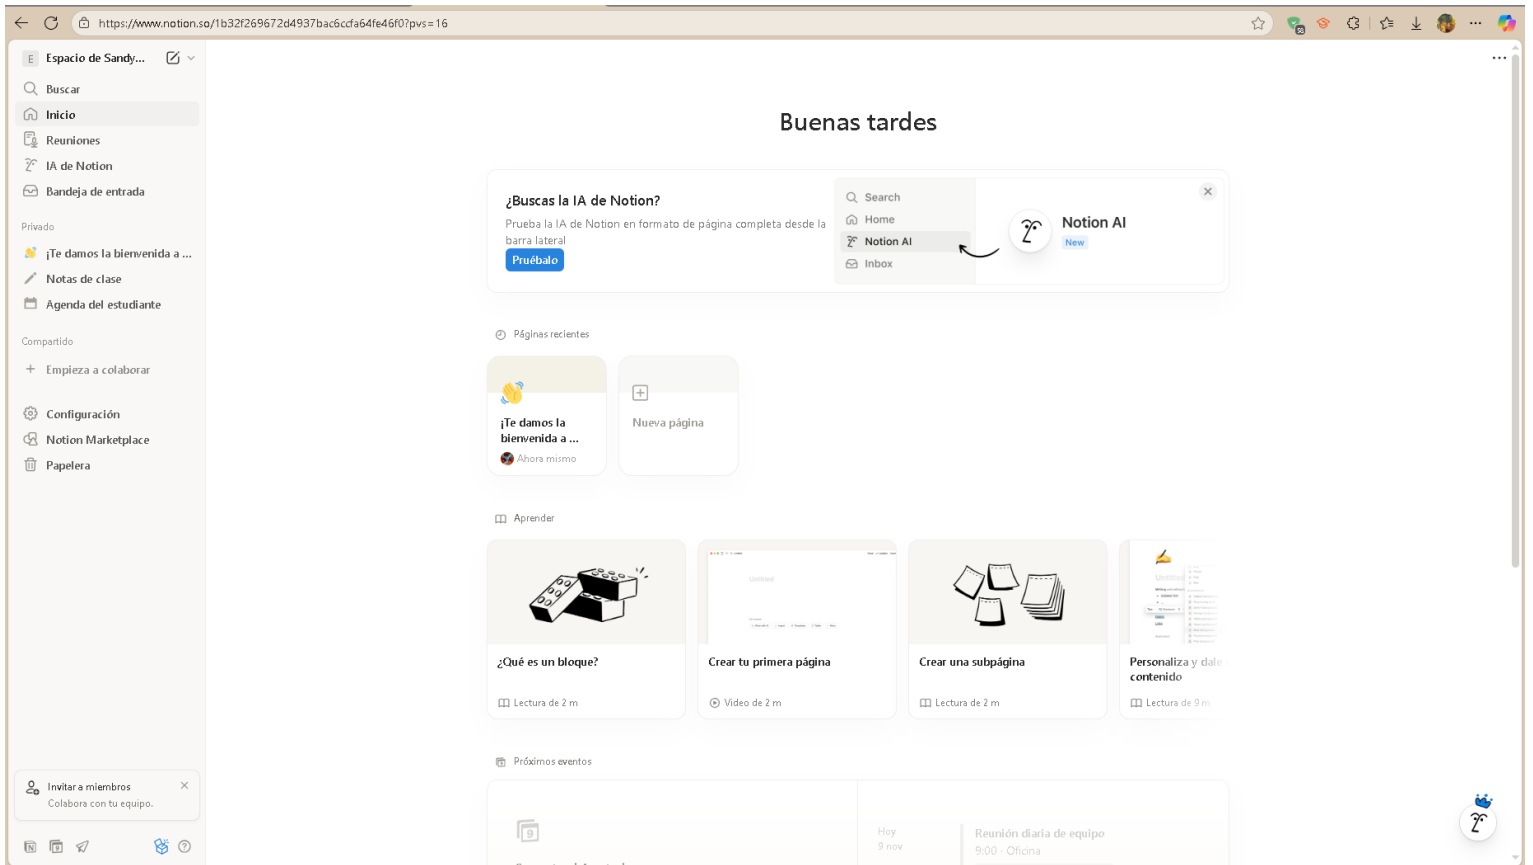 https://www.notion.so/1b32f269672d4937bac6ccfa64fe46f0?pvs=16
38
E Espacio de Sandy...
Buscar
Inicio
Reuniones
IA de Notion
Bandeja de entrada
Privado
¡Te damos la bienvenida a ...
Notas de clase
Agenda del estudiante
Compartido
Empieza a colaborar
Configuración
Notion Marketplace
Papelera
Invitar a miembros
Colabora con tu equipo.
Buenas tardes
¿Buscas la IA de Notion?
Prueba la IA de Notion en formato de página completa desde la
barra lateral
Pruébalo
Search
Home
Notion AI
Inbox
Notion AI
New
Páginas recientes
¡Te damos la
bienvenida a ...
Ahora mismo
Nueva página
Aprender
Untitled
¿Qué es un bloque?
Lectura de 2 m
Crear tu primera página
Video de 2 m
Crear una subpágina
Lectura de 2 m
Personaliza y dale
contenido
Lectura de 9 m
Próximos eventos
9
Hoy
9 nov
Reunión diaria de equipo
9:00 · Oficina